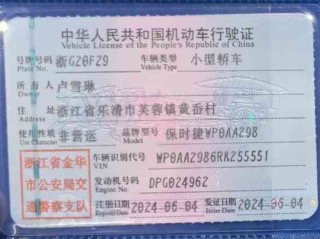 中华人民共和国机动车行驶证
Vehicle License of the People's Republic of China
号牌号码 浙G20F29 车辆类型 小型轿车
Plate No. Vehicle Type
所有人 卢雪琳
Owner
住址 浙江省乐清市芙蓉镇黄岙村
Address
使用性质 非营运 品牌型号 保时捷WP0AA298
Use Character Model
浙江省金华市公安局交通警察支队
车辆识别代号 WP0AA2986RK255551
VIN
发动机号码 DPG024962
Engine No.
注册日期 2024-06-04 发证日期 2024-06-04
Register Date Issue Date